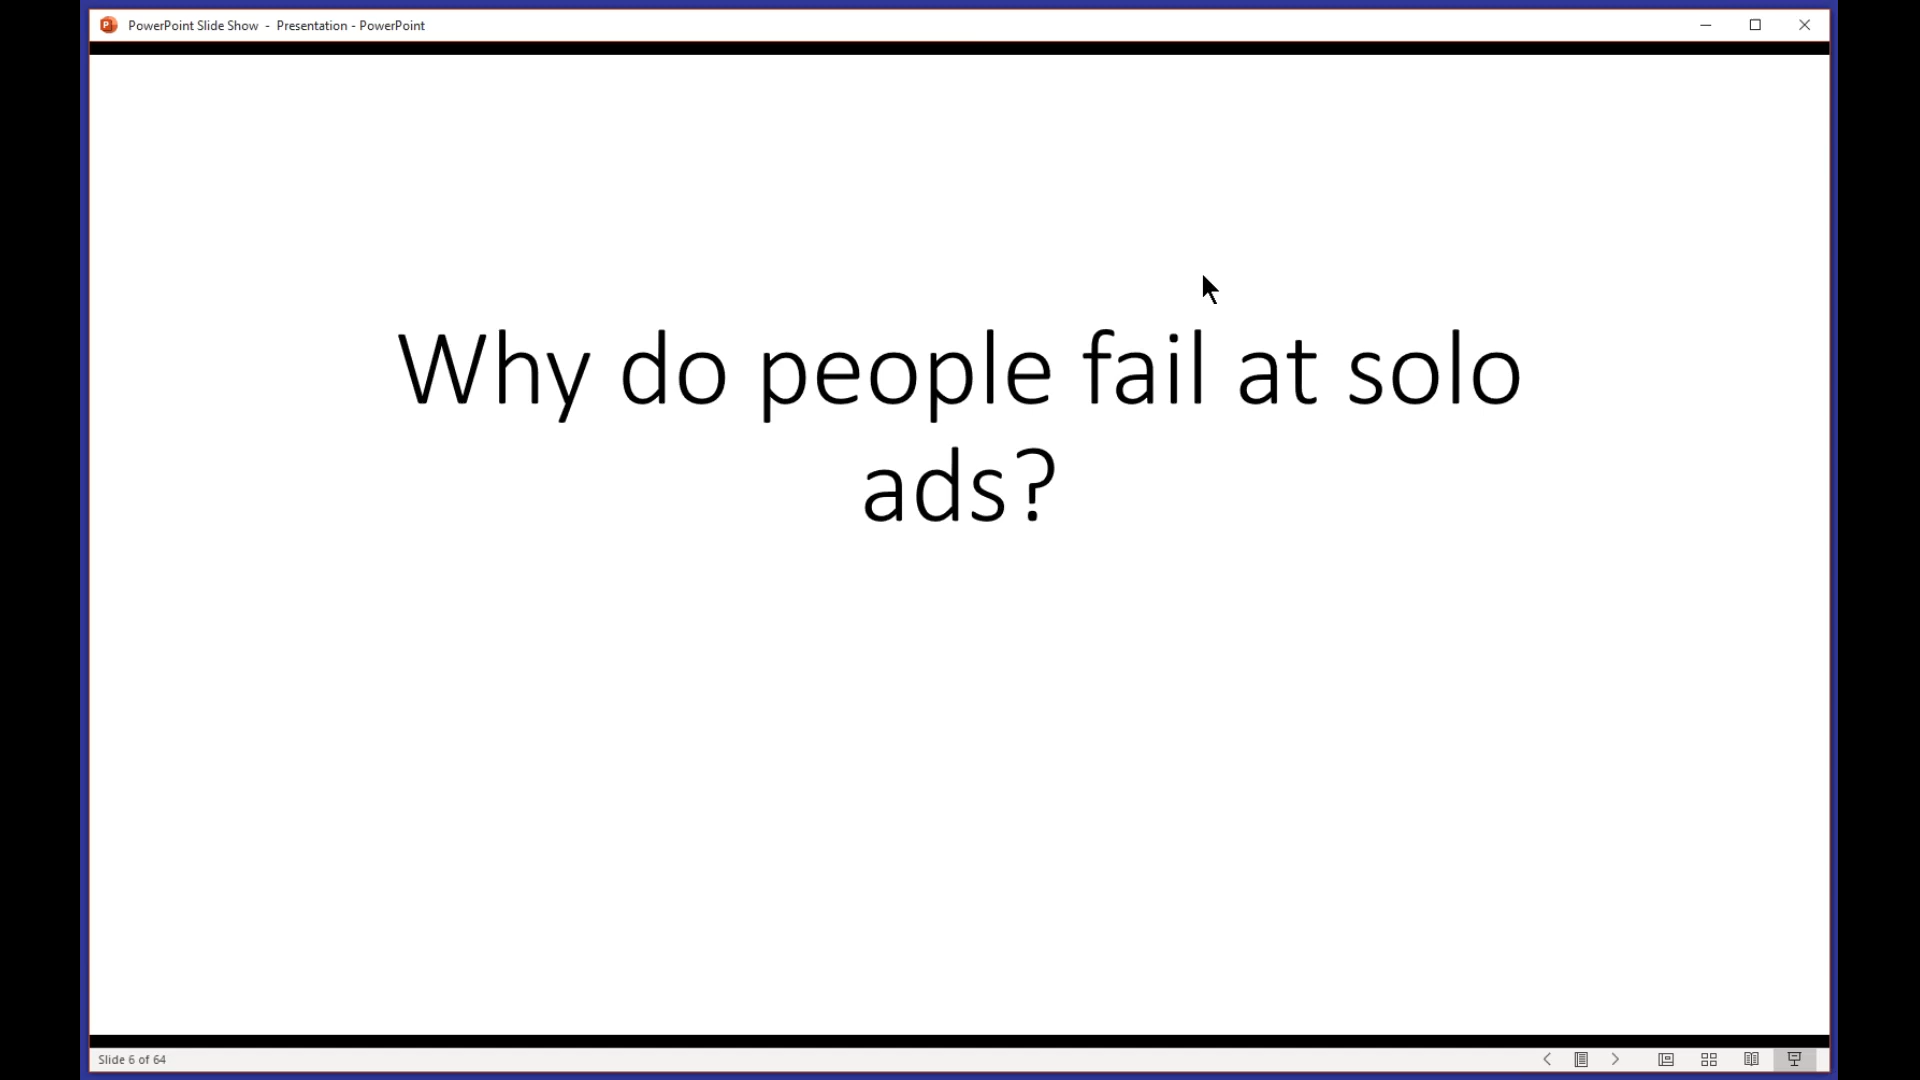 PowerPoint Slide Show - Presentation - PowerPoint
Why do people fail at solo
ads?
Slide 6 of 64